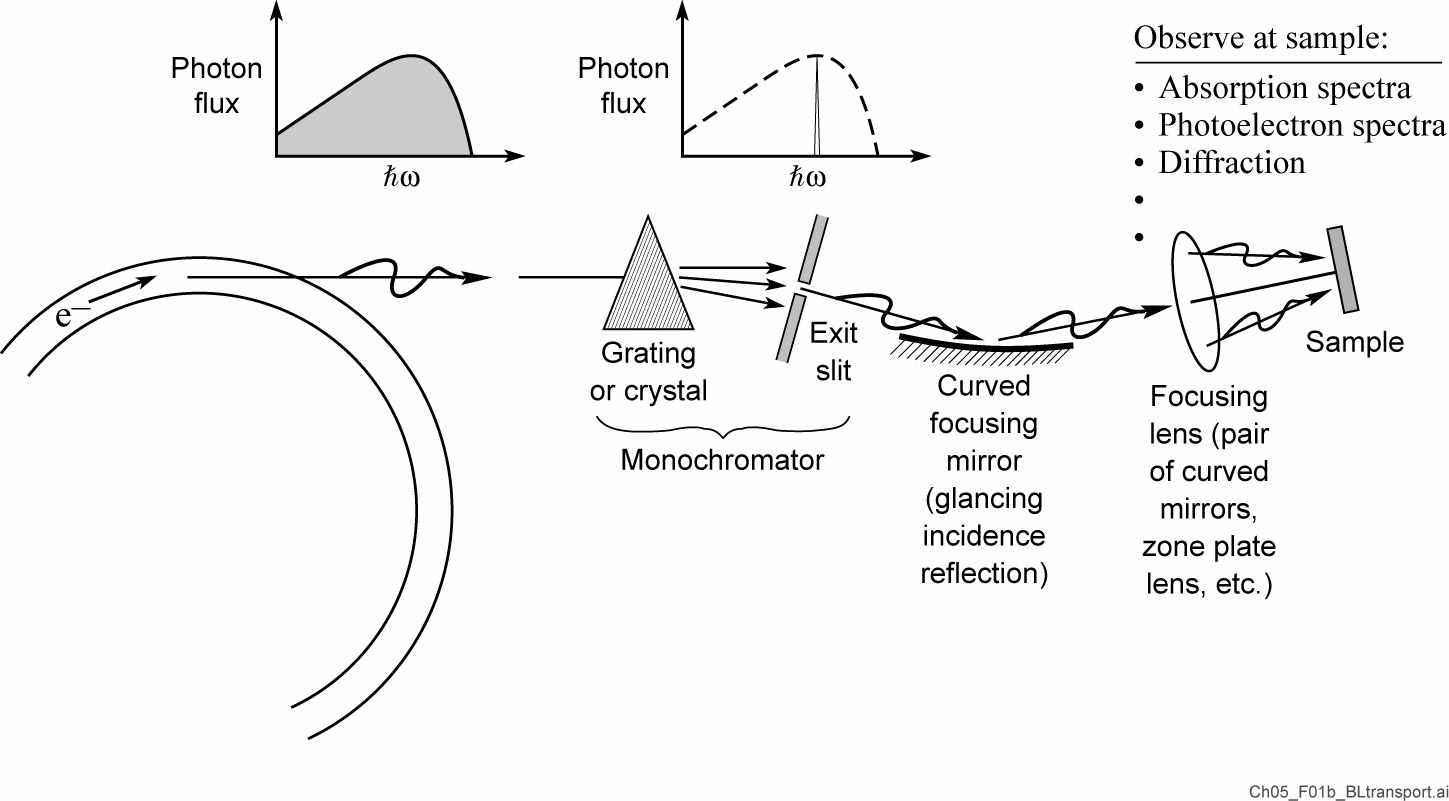 Photon
flux
ħω
Photon
flux
ħω
Observe at sample:
• Absorption spectra
• Photoelectron spectra
• Diffraction
•
•
e–
Grating
or crystal
Monochromator
Exit
slit
Curved
focusing
mirror
(glancing
incidence
reflection)
Focusing
lens (pair
of curved
mirrors,
zone plate
lens, etc.)
Sample
Ch05_F01b_BLtransport.ai